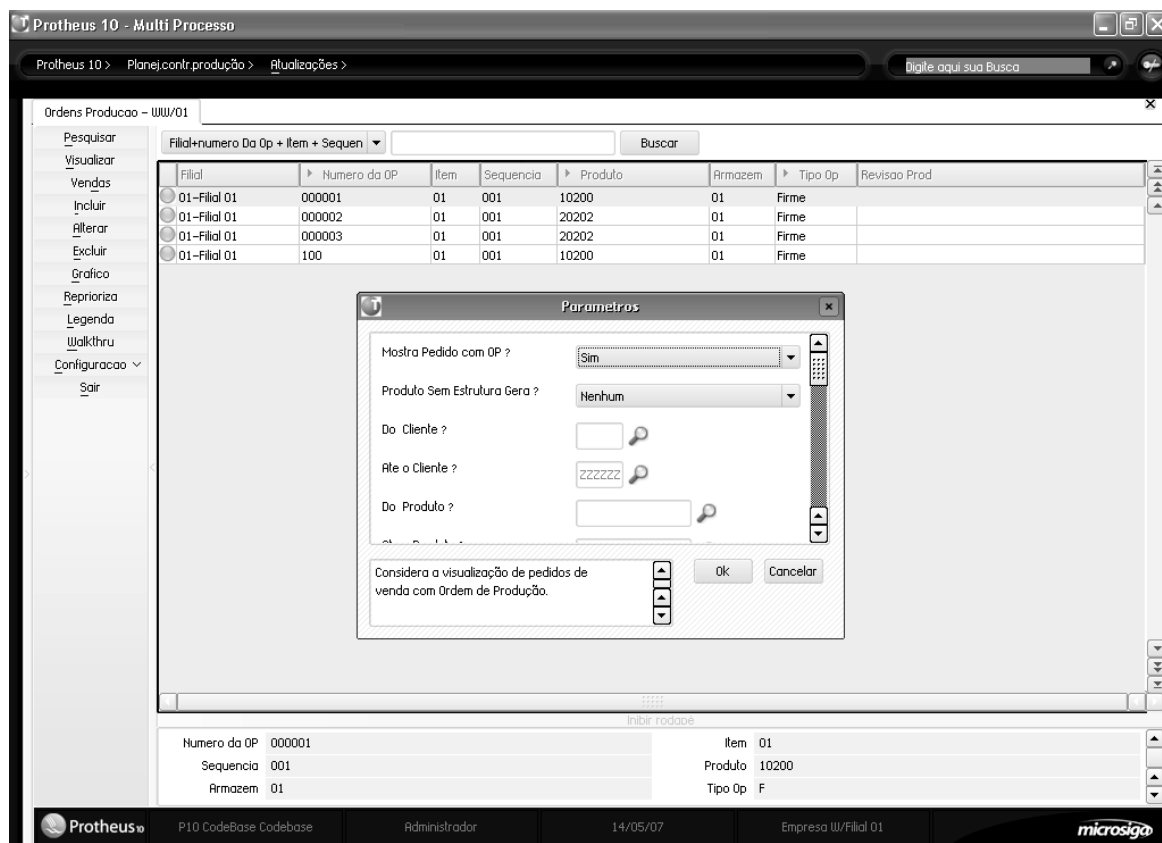 Protheus 10 - Multi Processo
Protheus 10 > Planej.contr.produção > Atualizações >
Digite aqui sua Busca
Ordens Producao - WW/01
Pesquisar
Visualizar
Vendas
Incluir
Alterar
Excluir
Grafico
Reprioriza
Legenda
Walkthru
Configuracao
Sair
Filial+numero Da Op + Item + Sequen
Buscar
Filial Numero da OP Item Sequencia Produto Armazem Tipo Op Revisao Prod
01-Filial 01 000001 01 001 10200 01 Firme
01-Filial 01 000002 01 001 20202 01 Firme
01-Filial 01 000003 01 001 20202 01 Firme
01-Filial 01 100 01 001 10200 01 Firme
Parametros
Mostra Pedido com OP ? Sim
Produto Sem Estrutura Gera ? Nenhum
Do Cliente ?
Ate o Cliente ? ZZZZZZ
Do Produto ?
Considera a visualização de pedidos de
venda com Ordem de Produção.
Ok Cancelar
Inibir rodapé
Numero da OP 000001 Item 01
Sequencia 001 Produto 10200
Armazem 01 Tipo Op F
Protheus10 P10 CodeBase Codebase Administrador 14/05/07 Empresa W/Filial 01 microsiga